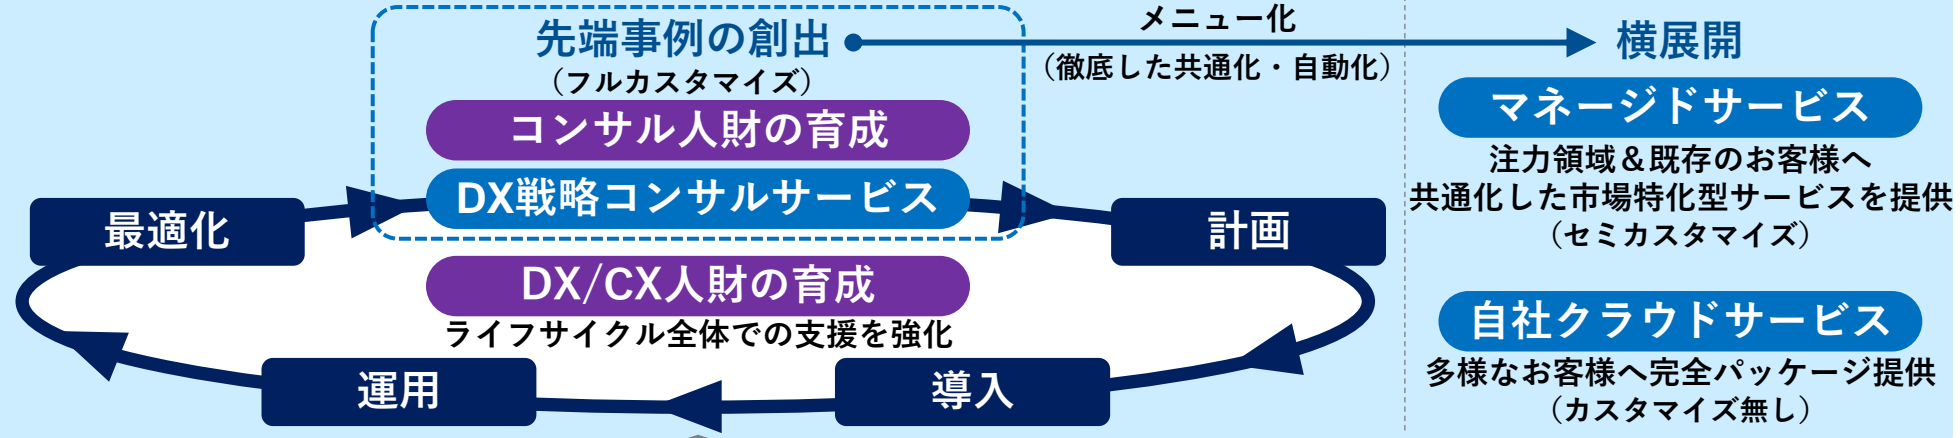 先端事例の創出
（フルカスタマイズ）
コンサル人財の育成
DX戦略コンサルサービス
メニュー化
（徹底した共通化・自動化）
横展開
マネージドサービス
注力領域＆既存のお客様へ
共通化した市場特化型サービスを提供
（セミカスタマイズ）
最適化
計画
DX/CX人財の育成
ライフサイクル全体での支援を強化
運用
導入
自社クラウドサービス
多様なお客様へ完全パッケージ提供
（カスタマイズ無し）